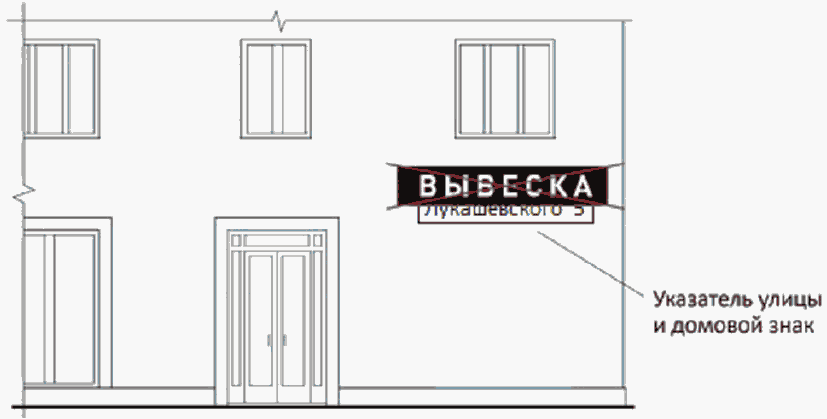 ВЫВЕСКА
Лукашевского 5
Указатель улицы
и домовой знак